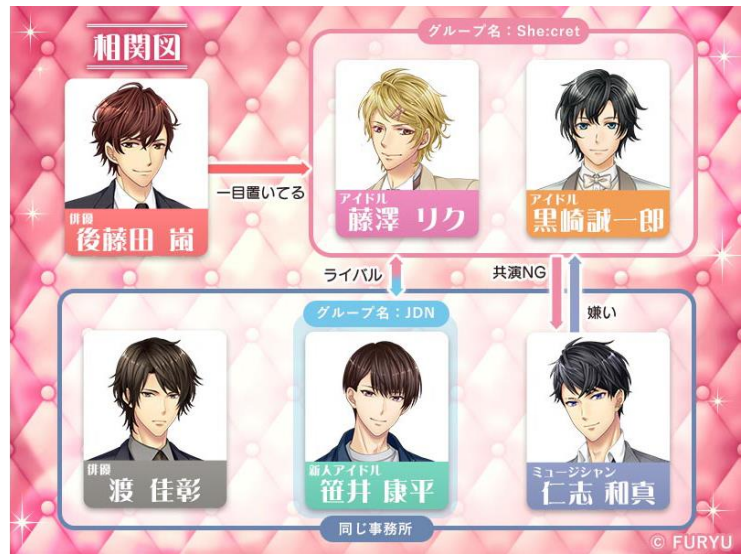 相関図
グループ名：She:cret
俳優
後藤田 嵐
一目置いてる
アイドル
藤澤 リク
アイドル
黒崎誠一郎
ライバル
共演NG
嫌い
グループ名：JDN
俳優
渡 佳彰
新人アイドル
笹井 康平
ミュージシャン
仁志 和真
同じ事務所
© FURYU